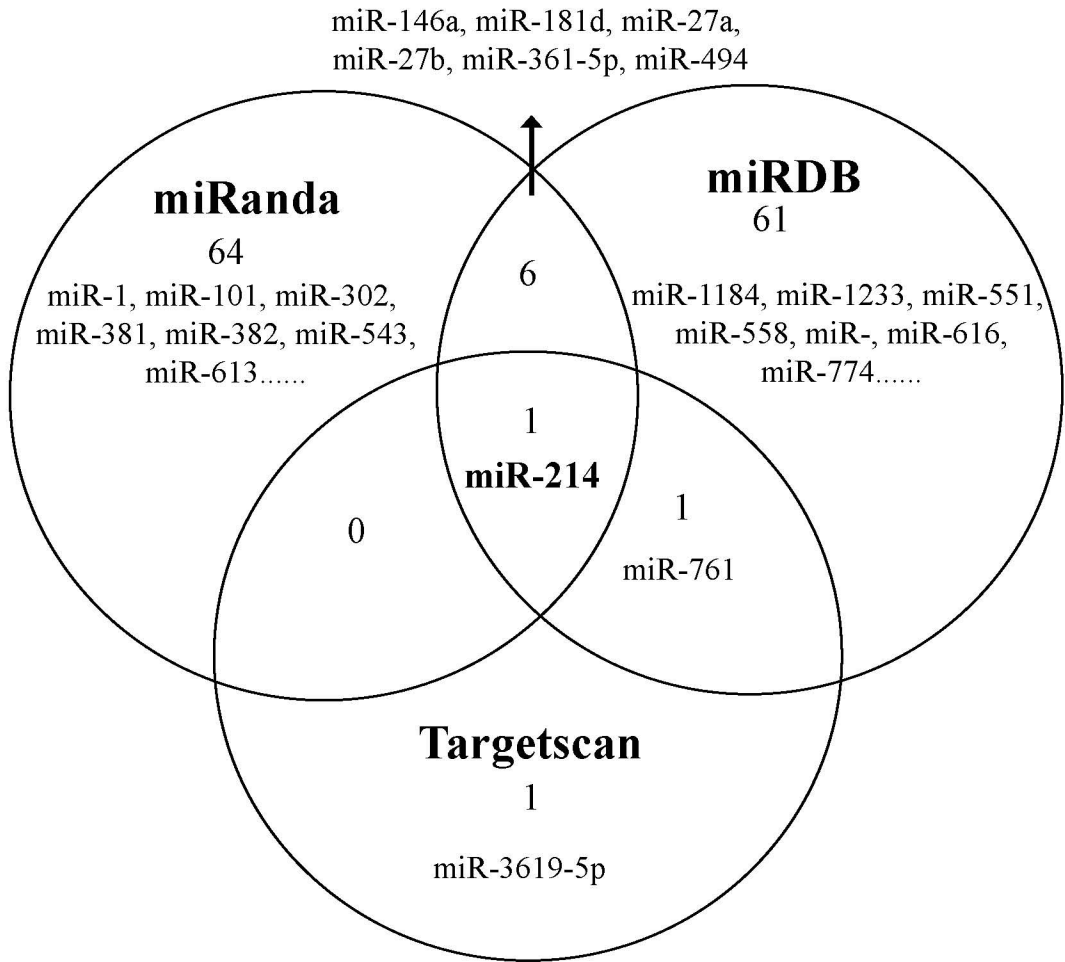 miR-146a, miR-181d, miR-27a,
miR-27b, miR-361-5p, miR-494
miRanda
64
miR-1, miR-101, miR-302,
miR-381, miR-382, miR-543,
miR-613......
miRDB
61
miR-1184, miR-1233, miR-551,
miR-558, miR-, miR-616,
miR-774......
6
1
miR-214
0
1
miR-761
Targetscan
1
miR-3619-5p